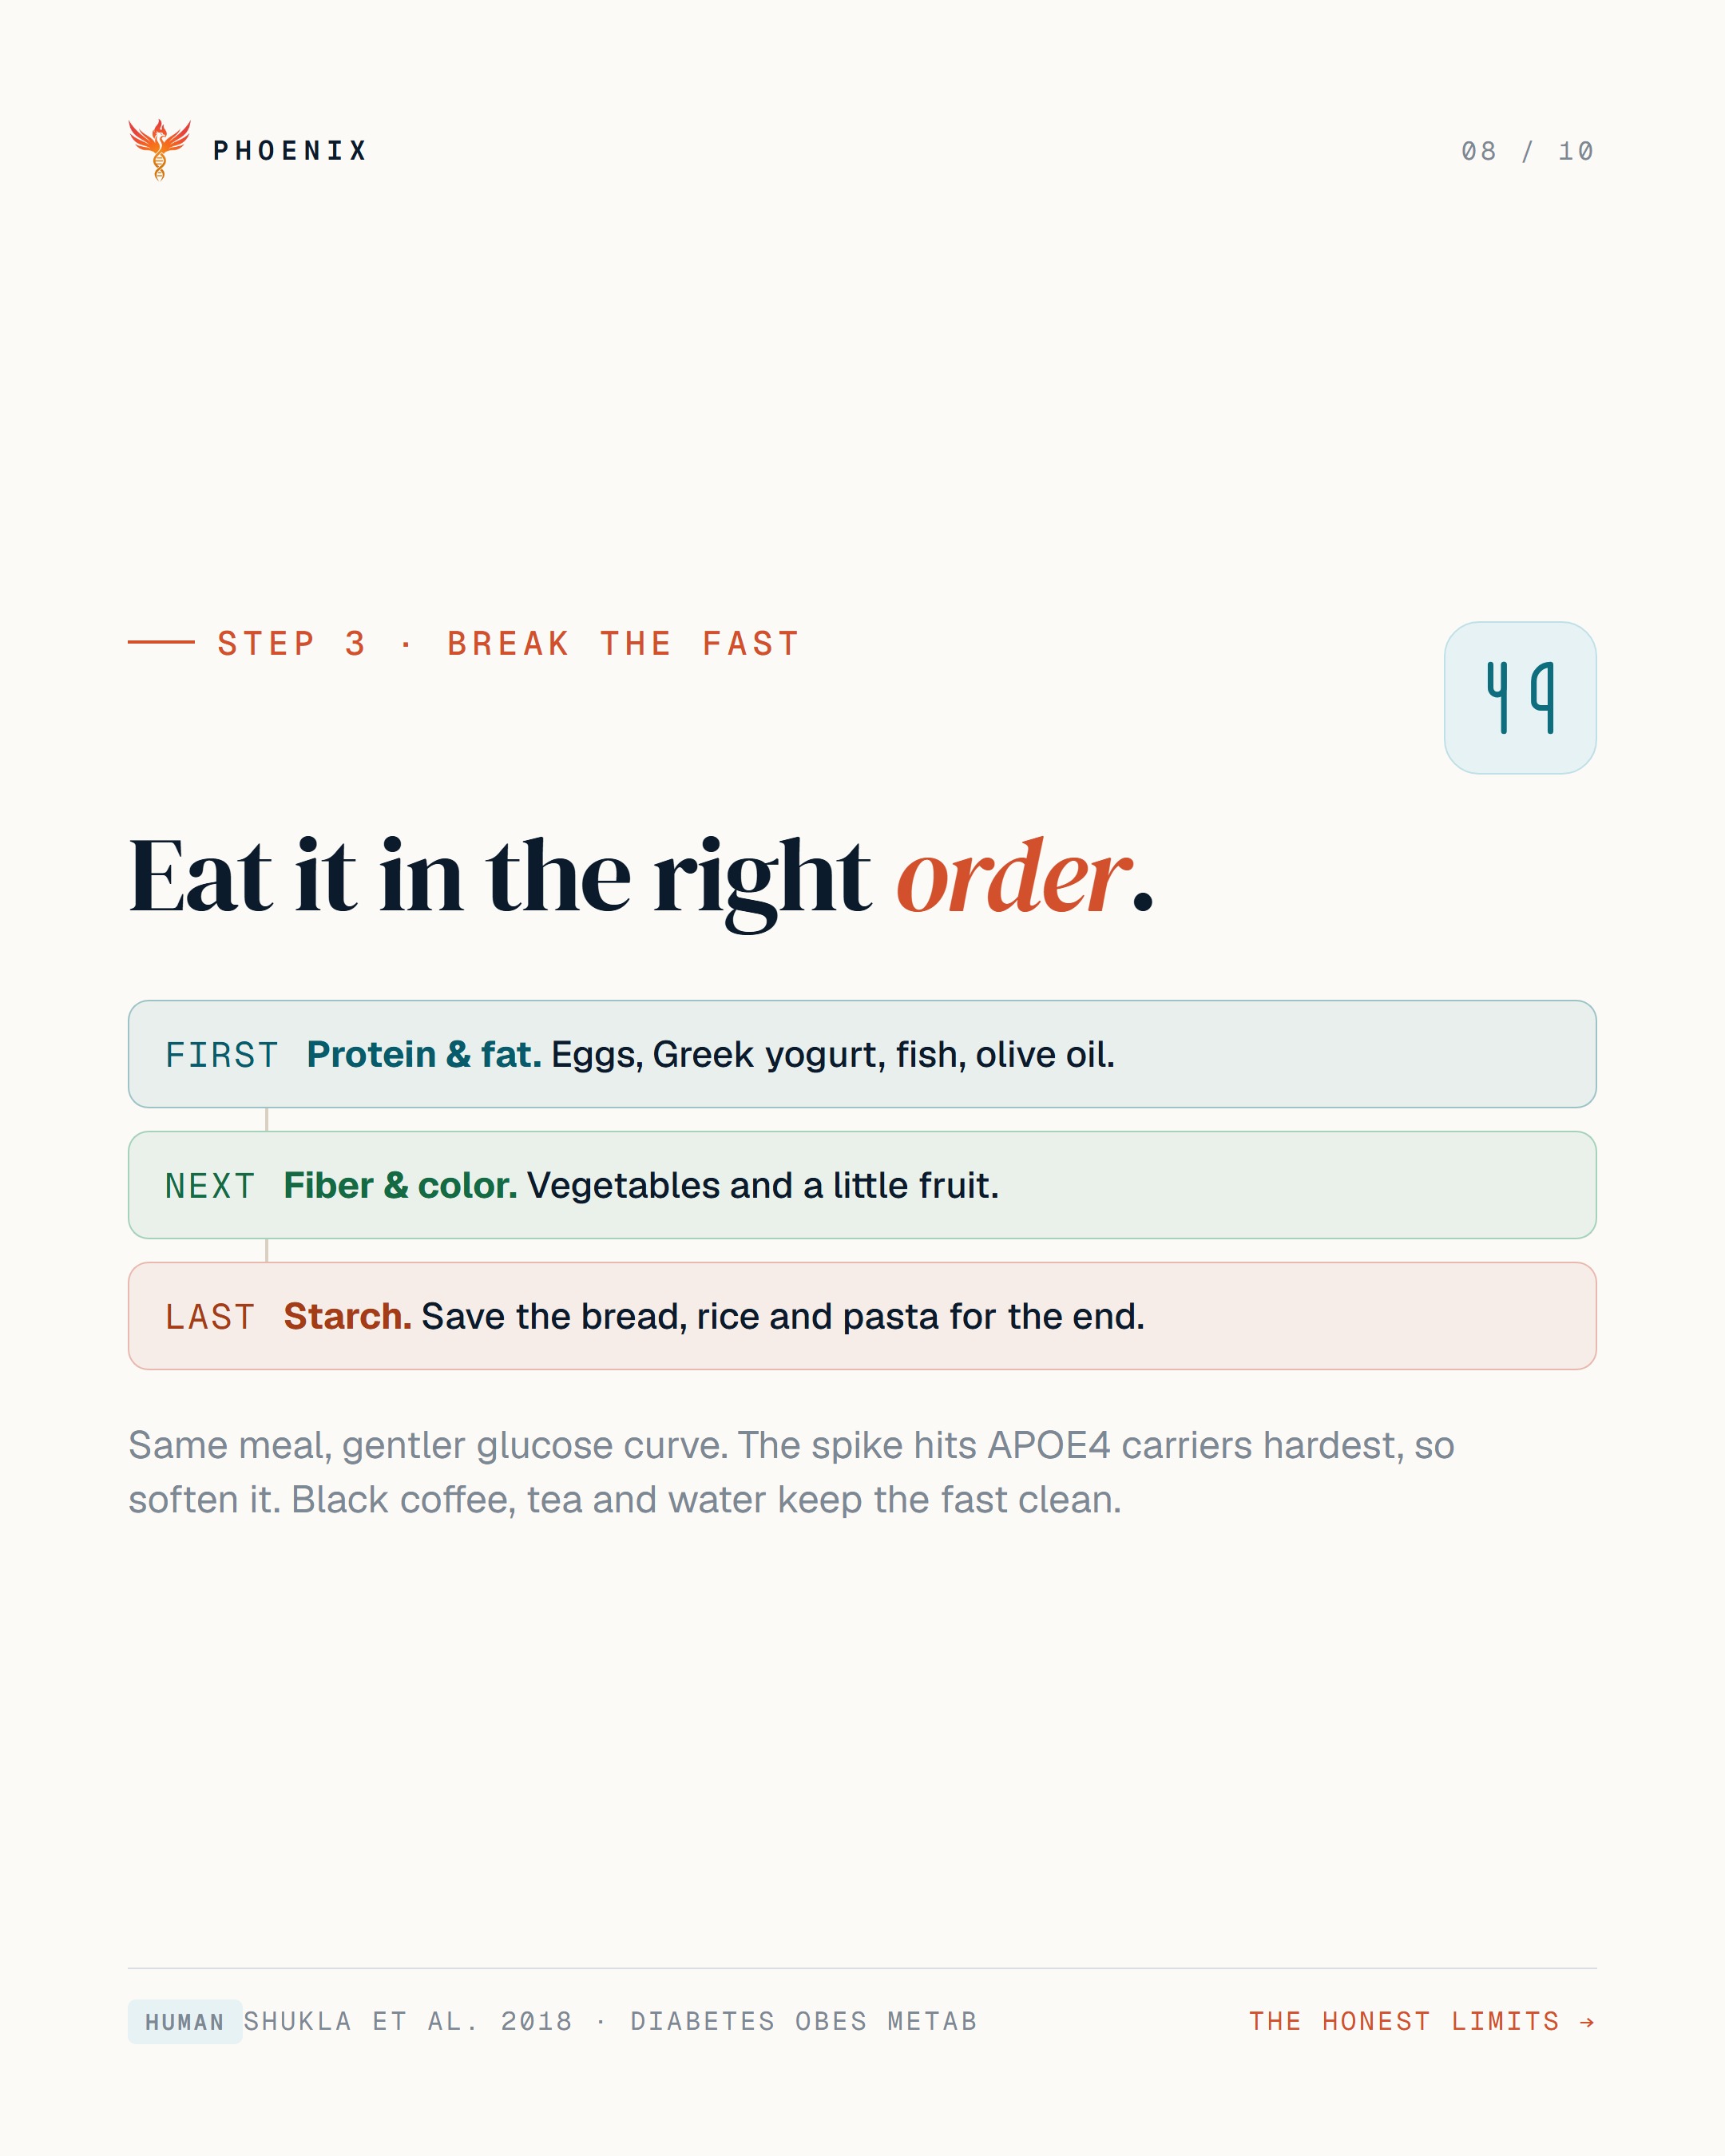 PHOENIX
08 / 10
STEP 3 · BREAK THE FAST
Eat it in the right order.
FIRST Protein & fat. Eggs, Greek yogurt, fish, olive oil.
NEXT Fiber & color. Vegetables and a little fruit.
LAST Starch. Save the bread, rice and pasta for the end.
Same meal, gentler glucose curve. The spike hits APOE4 carriers hardest, so
soften it. Black coffee, tea and water keep the fast clean.
HUMAN SHUKLA ET AL. 2018 · DIABETES OBES METAB
THE HONEST LIMITS →